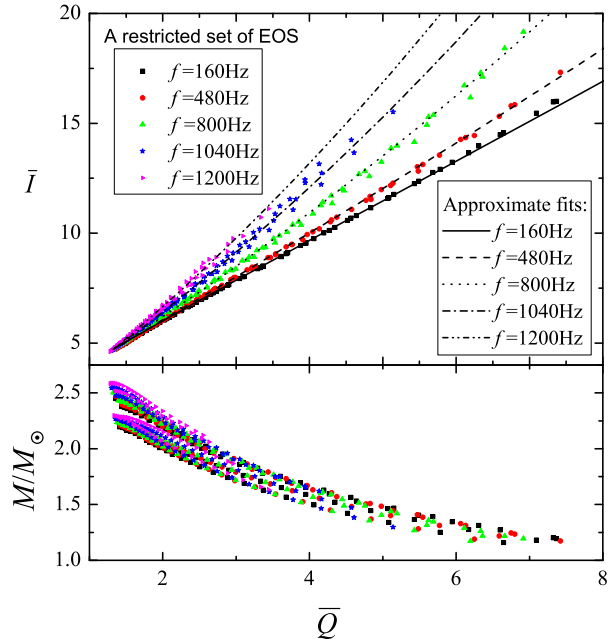 20
A restricted set of EOS
f=160Hz
f=480Hz
f=800Hz
f=1040Hz
f=1200Hz
15
Ī
10
Approximate fits:
f=160Hz
f=480Hz
f=800Hz
f=1040Hz
f=1200Hz
5
2.5
2.0
M/M☉
1.5
1.0
2 4 6 8
Q̅